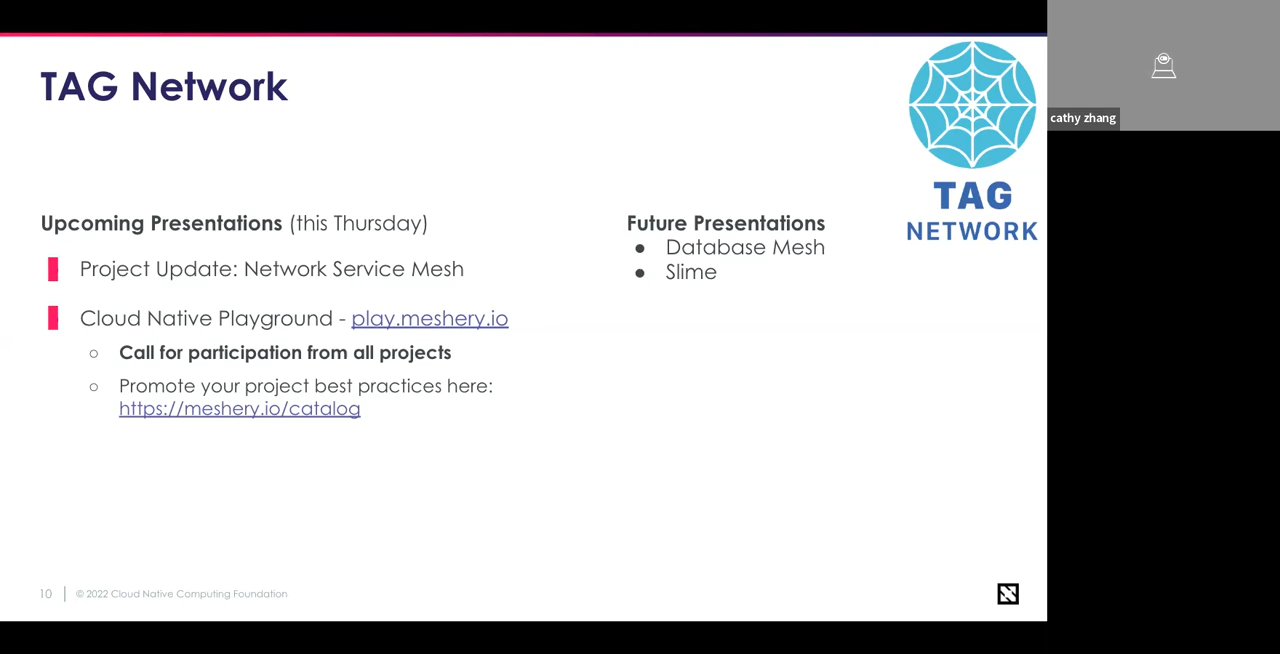 TAG Network
TAG
NETWORK
cathy zhang
Upcoming Presentations (this Thursday)
Project Update: Network Service Mesh
Cloud Native Playground - play.meshery.io
○ Call for participation from all projects
○ Promote your project best practices here:
https://meshery.io/catalog
Future Presentations
● Database Mesh
● Slime
10 | © 2022 Cloud Native Computing Foundation